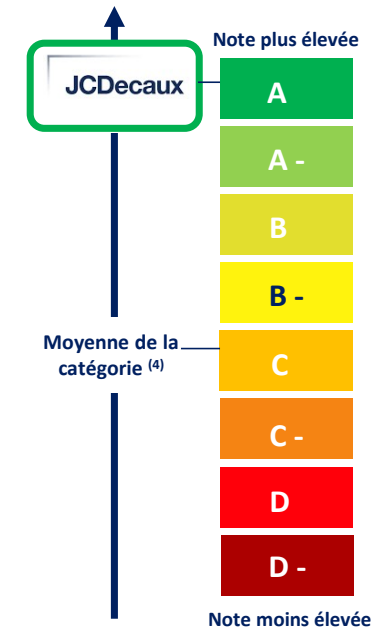 Note plus élevée
JCDecaux
A
A -
B
B -
Moyenne de la
catégorie (4)
C
C -
D
D -
Note moins élevée